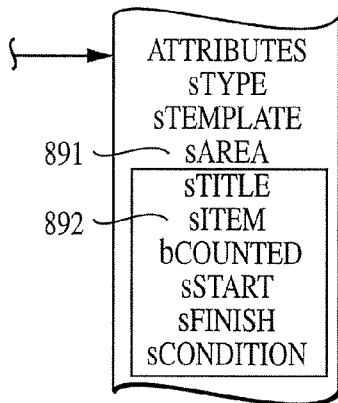 ATTRIBUTES
sTYPE
sTEMPLATE
891
sAREA
sTITLE
892
sITEM
bCOUNTED
sSTART
sFINISH
sCONDITION